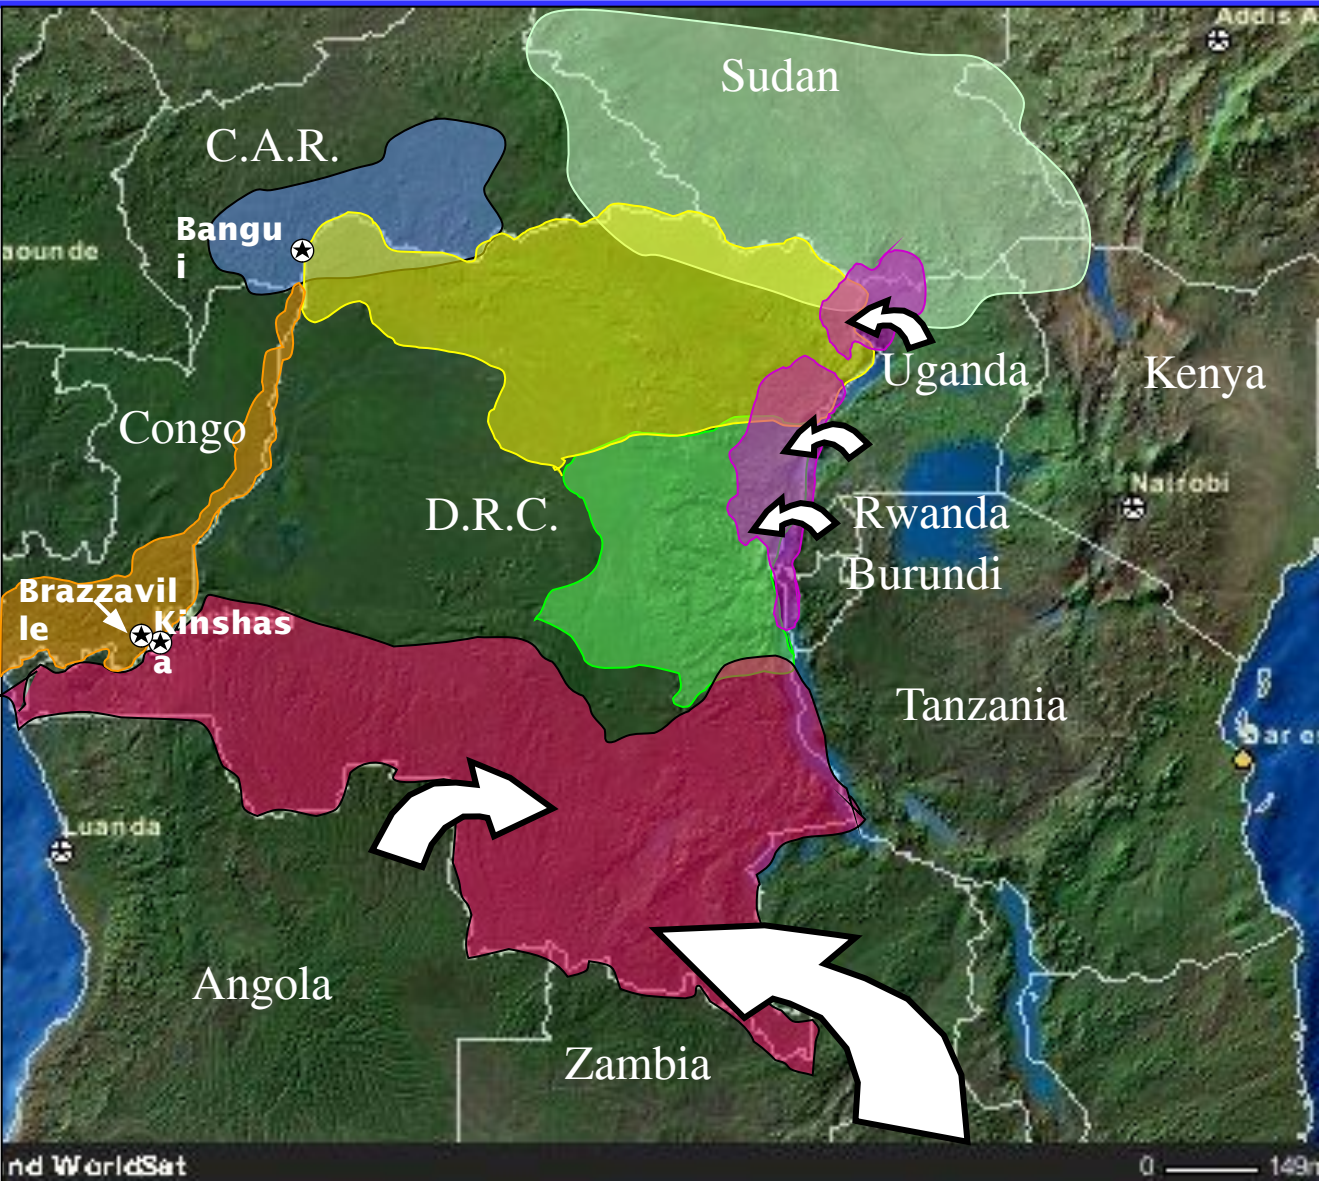 Addis A
Sudan
C.A.R.
Bangu
i
aounde
Uganda
Kenya
Congo
Nairobi
D.R.C.
Rwanda
Burundi
Brazzavil
le
Kinshas
a
Tanzania
Dar es
Luanda
Angola
Zambia
nd WorldSat
0 149m